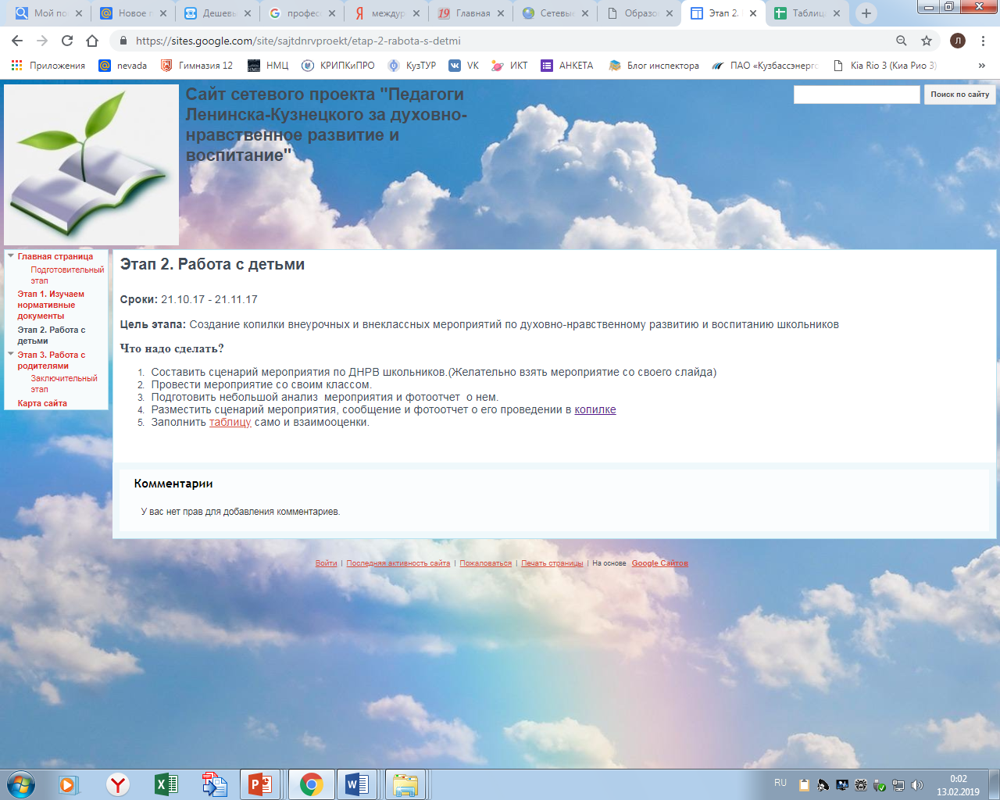 Мой по
Новое п
Дешевы
професс
междур
Главная
Сетевые
Образо
Этап 2.
Таблица
https://sites.google.com/site/sajtdnrvproekt/etap-2-rabota-s-detmi
Л
Приложения
nevada
Гимназия 12
НМЦ
КРИПКиПРО
КузТУР
VK
ИКТ
АНКЕТА
Блог инспектора
ПАО «Кузбассэнерго
Kia Rio 3 (Киа Рио 3)
»
Сайт сетевого проекта "Педагоги
Ленинска-Кузнецкого за духовно-
нравственное развитие и
воспитание"
Поиск по сайту
Главная страница
Подготовительный
этап
Этап 1. Изучаем
нормативные
документы
Этап 2. Работа с
детьми
Этап 3. Работа с
родителями
Заключительный
этап
Карта сайта
Этап 2. Работа с детьми
Сроки: 21.10.17 - 21.11.17
Цель этапа: Создание копилки внеурочных и внеклассных мероприятий по духовно-нравственному развитию и воспитанию школьников
Что надо сделать?
1. Составить сценарий мероприятия по ДНРВ школьников.(Желательно взять мероприятие со своего слайда)
2. Провести мероприятие со своим классом.
3. Подготовить небольшой анализ мероприятия и фотоотчет о нем.
4. Разместить сценарий мероприятия, сообщение и фотоотчет о его проведении в копилке
5. Заполнить таблицу само и взаимооценки.
Комментарии
У вас нет прав для добавления комментариев.
Войти | Последняя активность сайта | Пожаловаться | Печать страницы | На основе Google Сайтов
RU
0:02
13.02.2019